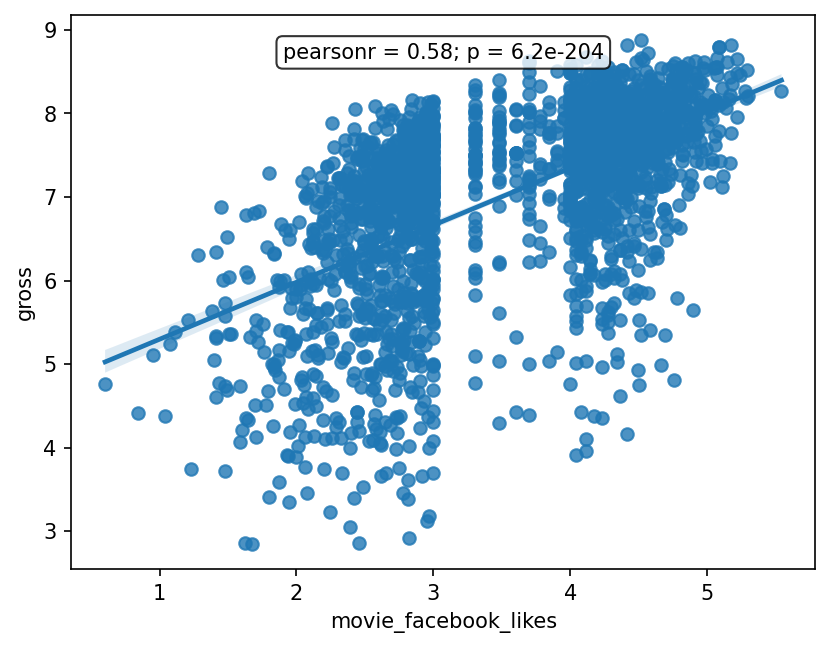 pearsonr = 0.58; p = 6.2e-204
9
8
7
6
5
4
3
gross
1 2 3 4 5
movie_facebook_likes